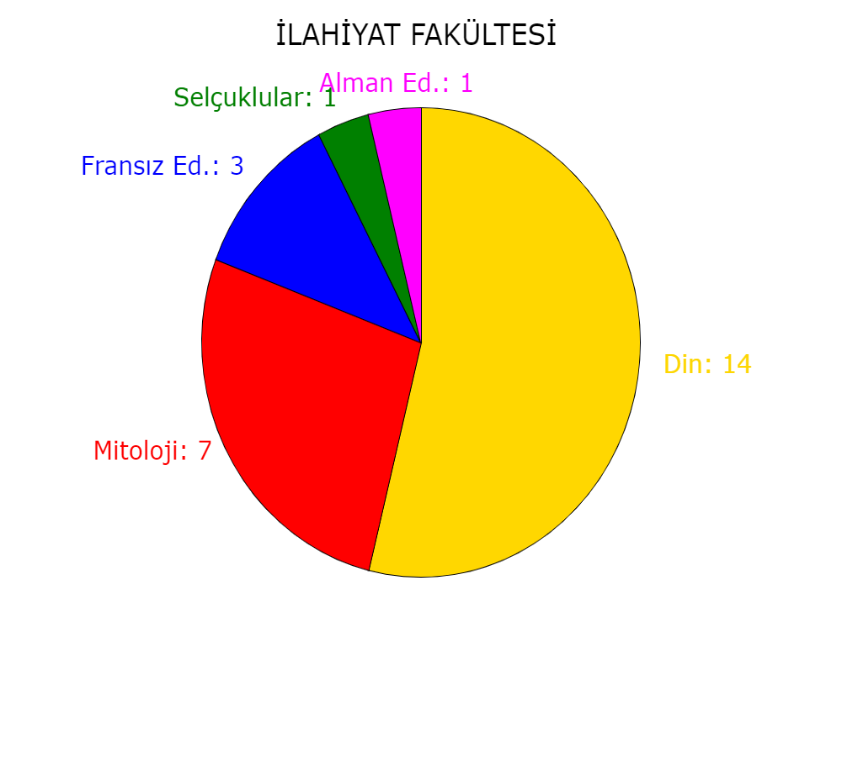 İLAHİYAT FAKÜLTESİ
Alman Ed.: 1
Selçuklular: 1
Fransız Ed.: 3
Din: 14
Mitoloji: 7